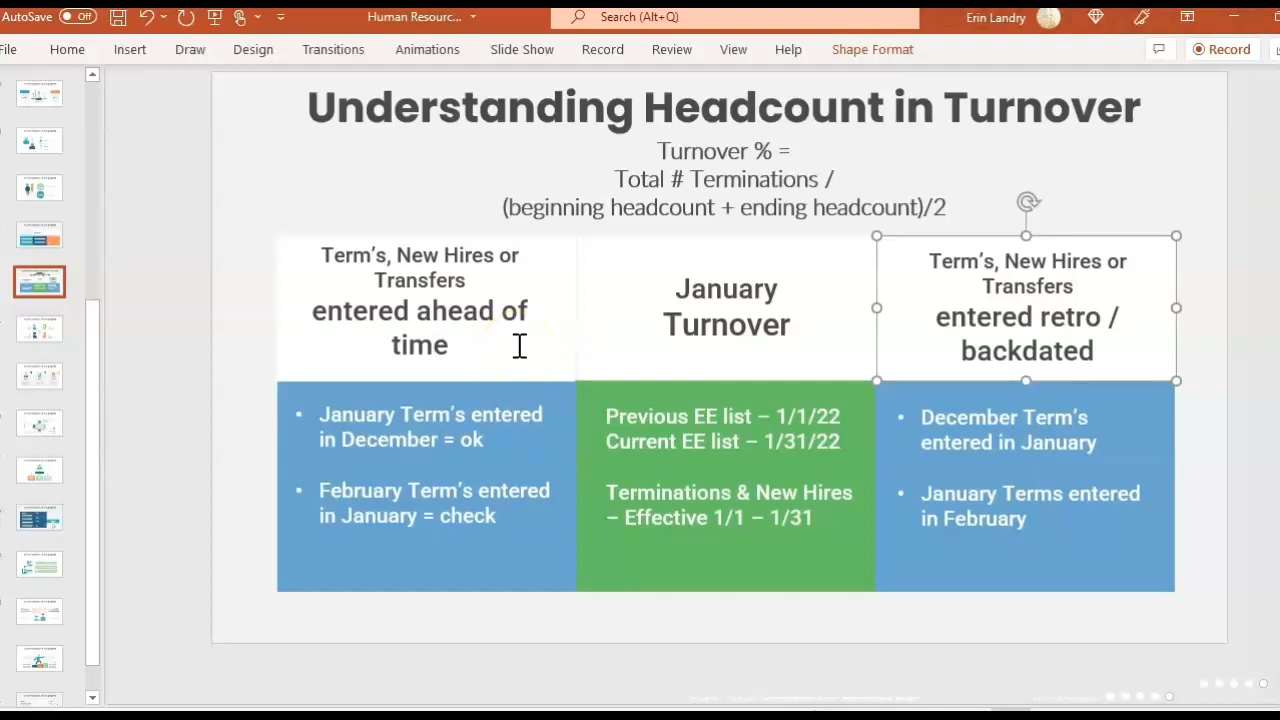 AutoSave Off Human Resourc... Search (Alt+Q) Erin Landry
File Home Insert Draw Design Transitions Animations Slide Show Record Review View Help Shape Format Record
Understanding Headcount in Turnover
Turnover % =
Total # Terminations /
(beginning headcount + ending headcount)/2
Term's, New Hires or
Transfers
entered ahead of
time
January
Turnover
Term's, New Hires or
Transfers
entered retro /
backdated
• January Term's entered
in December = ok
• February Term's entered
in January = check
Previous EE list – 1/1/22
Current EE list – 1/31/22
Terminations & New Hires
– Effective 1/1 – 1/31
• December Term's
entered in January
• January Terms entered
in February